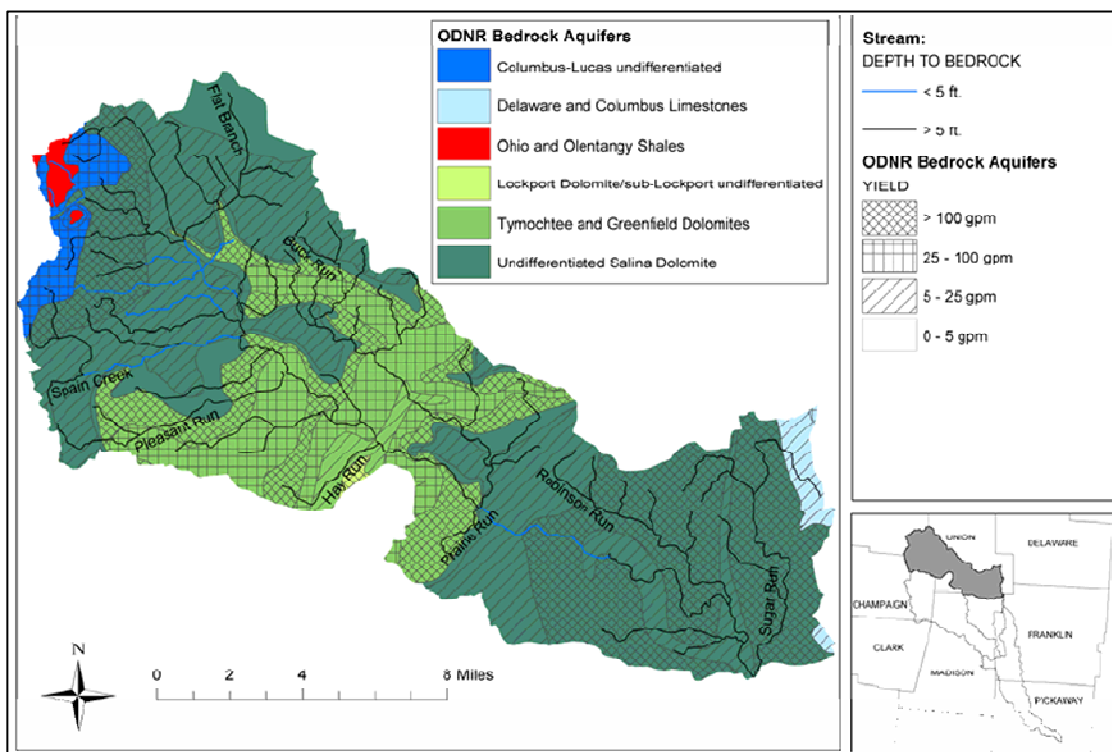 ODNR Bedrock Aquifers
Columbus-Lucas undifferentiated
Delaware and Columbus Limestones
Ohio and Olentangy Shales
Lockport Dolomite/sub-Lockport undifferentiated
Tymochtee and Greenfield Dolomites
Undifferentiated Salina Dolomite
Stream:
DEPTH TO BEDROCK
< 5 ft.
> 5 ft.
ODNR Bedrock Aquifers
YIELD
> 100 gpm
25 - 100 gpm
5 - 25 gpm
0 - 5 gpm
Flat Branch
Buck Run
Spain Creek
Pleasant Run
Hay Run
Prairie Run
Robinson Run
Sugar Run
N
0 2 4 8 Miles
UNION
DELAWARE
CHAMPAIGN
CLARK
FRANKLIN
MADISON
PICKAWAY